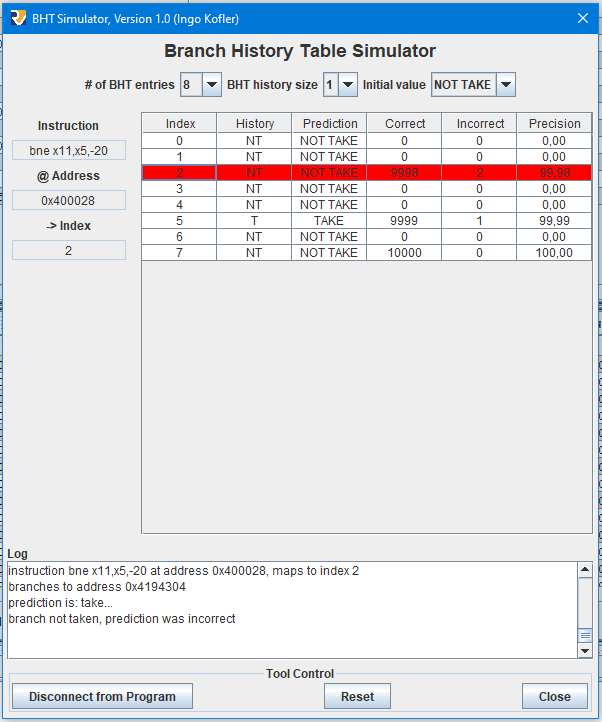 BHT Simulator, Version 1.0 (Ingo Kofler)
Branch History Table Simulator
# of BHT entries 8 BHT history size 1 Initial value NOT TAKE
Instruction
bne x11,x5,-20
@ Address
0x400028
-> Index
2
Index History Prediction Correct Incorrect Precision
0 NT NOT TAKE 0 0 0,00
1 NT NOT TAKE 0 0 0,00
2 NT NOT TAKE 9998 2 99,98
3 NT NOT TAKE 0 0 0,00
4 NT NOT TAKE 0 0 0,00
5 T TAKE 9999 1 99,99
6 NT NOT TAKE 0 0 0,00
7 NT NOT TAKE 10000 0 100,00
Log
instruction bne x11,x5,-20 at address 0x400028, maps to index 2
branches to address 0x4194304
prediction is: take...
branch not taken, prediction was incorrect
Tool Control
Disconnect from Program Reset Close